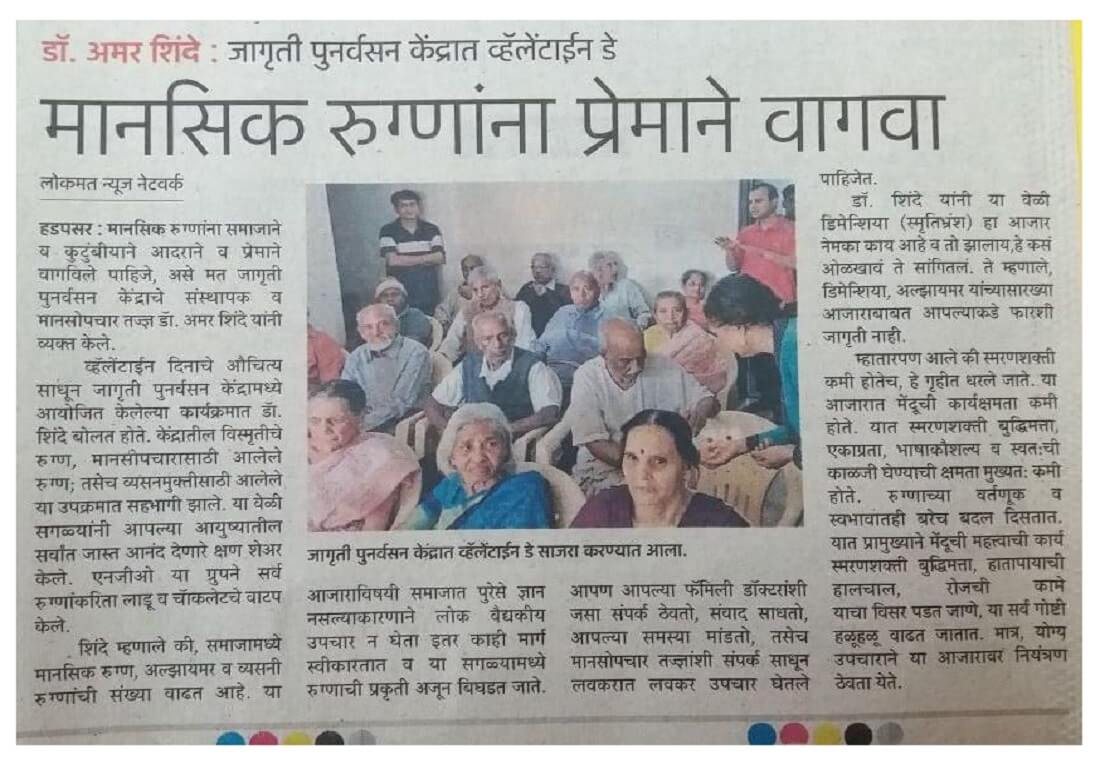 डॉ. अमर शिंदे : जागृती पुनर्वसन केंद्रात व्हॅलेंटाईन डे
मानसिक रुग्णांना प्रेमाने वागवा
लोकमत न्यूज नेटवर्क
हडपसर : मानसिक रुग्णांना समाजाने
व कुटुंबीयाने आदराने व प्रेमाने
वागविले पाहिजे, असे मत जागृती
पुनर्वसन केंद्राचे संस्थापक व
मानसोपचार तज्ज्ञ डॉ. अमर शिंदे यांनी
व्यक्त केले.
व्हॅलेंटाईन दिनाचे औचित्य
साधून जागृती पुनर्वसन केंद्रामध्ये
आयोजित केलेल्या कार्यक्रमात डॉ.
शिंदे बोलत होते. केंद्रातील विस्मृतीचे
रुग्ण, मानसोपचारासाठी आलेले
रुग्ण; तसेच व्यसनमुक्तीसाठी आलेले
या उपक्रमात सहभागी झाले. या वेळी
सगळ्यांनी आपल्या आयुष्यातील
सर्वांत जास्त आनंद देणारे क्षण शेअर
केले. एनजीओ या ग्रुपने सर्व
रुग्णांकरिता लाडू व चॉकलेटचे वाटप
केले.
शिंदे म्हणाले की, समाजामध्ये
मानसिक रुग्ण, अल्झायमर व व्यसनी
रुग्णांची संख्या वाढत आहे. या
जागृती पुनर्वसन केंद्रात व्हॅलेंटाईन डे साजरा करण्यात आला.
आजाराविषयी समाजात पुरेसे ज्ञान
नसल्याकारणाने लोक वैद्यकीय
उपचार न घेता इतर काही मार्ग
स्वीकारतात व या सगळ्यामध्ये
रुग्णाची प्रकृती अजून बिघडत जाते.
आपण आपल्या फॅमिली डॉक्टरांशी
जसा संपर्क ठेवतो, संवाद साधतो,
आपल्या समस्या मांडतो, तसेच
मानसोपचार तज्ज्ञांशी संपर्क साधून
लवकरात लवकर उपचार घेतले
पाहिजेत.
डॉ. शिंदे यांनी या वेळी
डिमेन्शिया (स्मृतिभ्रंश) हा आजार
नेमका काय आहे व तो झालाय,हे कसं
ओळखावं ते सांगितलं. ते म्हणाले,
डिमेन्शिया, अल्झायमर यांच्यासारख्या
आजाराबाबत आपल्याकडे फारशी
जागृती नाही.
म्हातारपण आले की स्मरणशक्ती
कमी होतेच, हे गृहीत धरले जाते. या
आजारात मेंदूची कार्यक्षमता कमी
होते. यात स्मरणशक्ती बुद्धिमत्ता,
एकाग्रता, भाषाकौशल्य व स्वत:ची
काळजी घेण्याची क्षमता मुख्यत: कमी
होते. रुग्णाच्या वर्तणूक व
स्वभावातही बरेच बदल दिसतात.
यात प्रामुख्याने मेंदूची महत्त्वाची कार्य
स्मरणशक्ती बुद्धिमत्ता, हातापायाची
हालचाल, रोजची कामे
याचा विसर पडत जाणे, या सर्व गोष्टी
हळूहळू वाढत जातात. मात्र, योग्य
उपचाराने या आजारावर नियंत्रण
ठेवता येते.